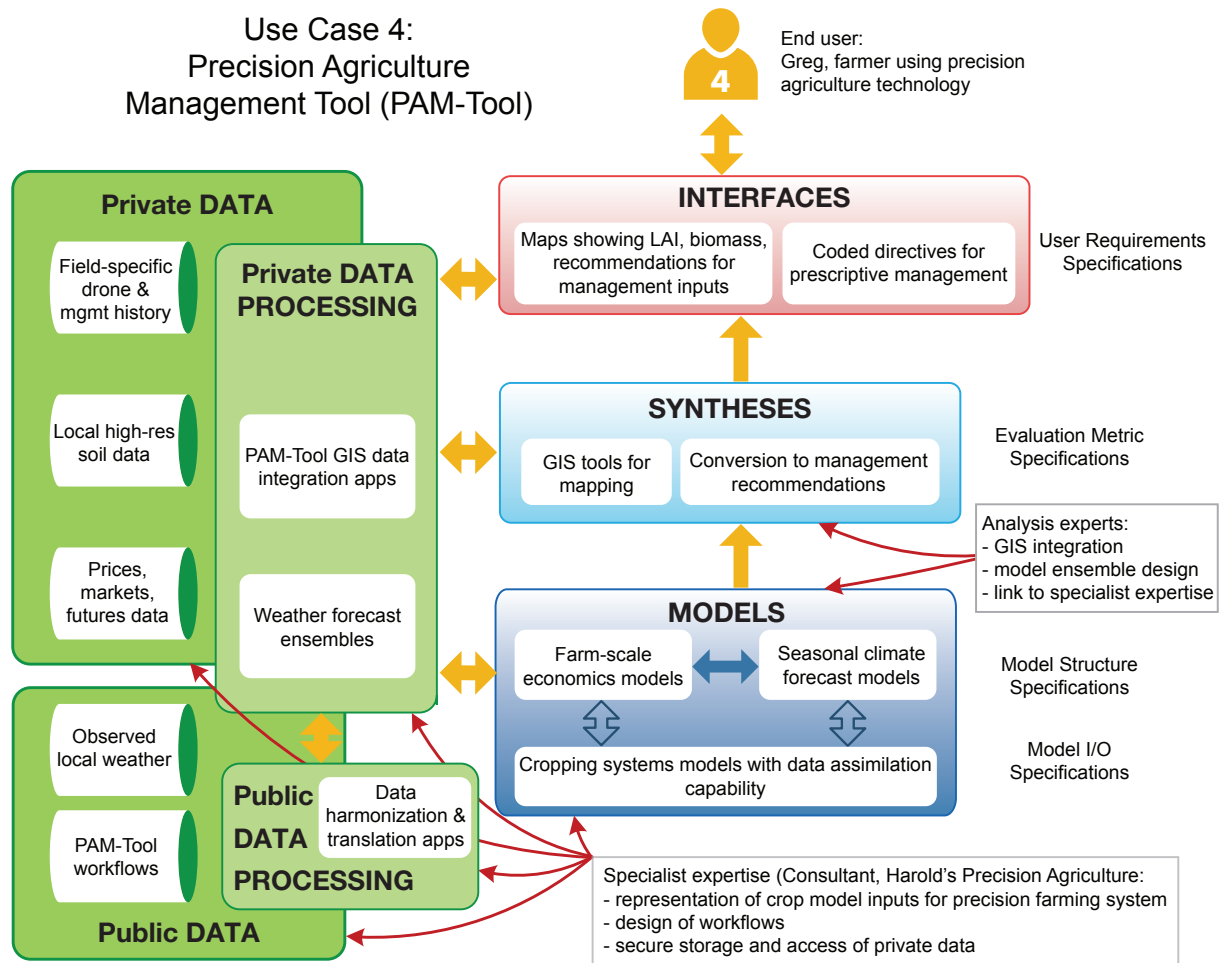 Use Case 4:
Precision Agriculture
Management Tool (PAM-Tool)
4
End user:
Greg, farmer using precision
agriculture technology
Private DATA
Field-specific
drone &
mgmt history
Local high-res
soil data
Prices,
markets,
futures data
Private DATA
PROCESSING
PAM-Tool GIS data
integration apps
Weather forecast
ensembles
INTERFACES
Maps showing LAI, biomass,
recommendations for
management inputs
Coded directives for
prescriptive management
User Requirements
Specifications
SYNTHESES
GIS tools for
mapping
Conversion to management
recommendations
Evaluation Metric
Specifications
Analysis experts:
- GIS integration
- model ensemble design
- link to specialist expertise
MODELS
Farm-scale
economics models
Seasonal climate
forecast models
Cropping systems models with data assimilation
capability
Model Structure
Specifications
Model I/O
Specifications
Observed
local weather
PAM-Tool
workflows
Public DATA
Public
DATA
PROCESSING
Data
harmonization &
translation apps
Specialist expertise (Consultant, Harold's Precision Agriculture:
- representation of crop model inputs for precision farming system
- design of workflows
- secure storage and access of private data